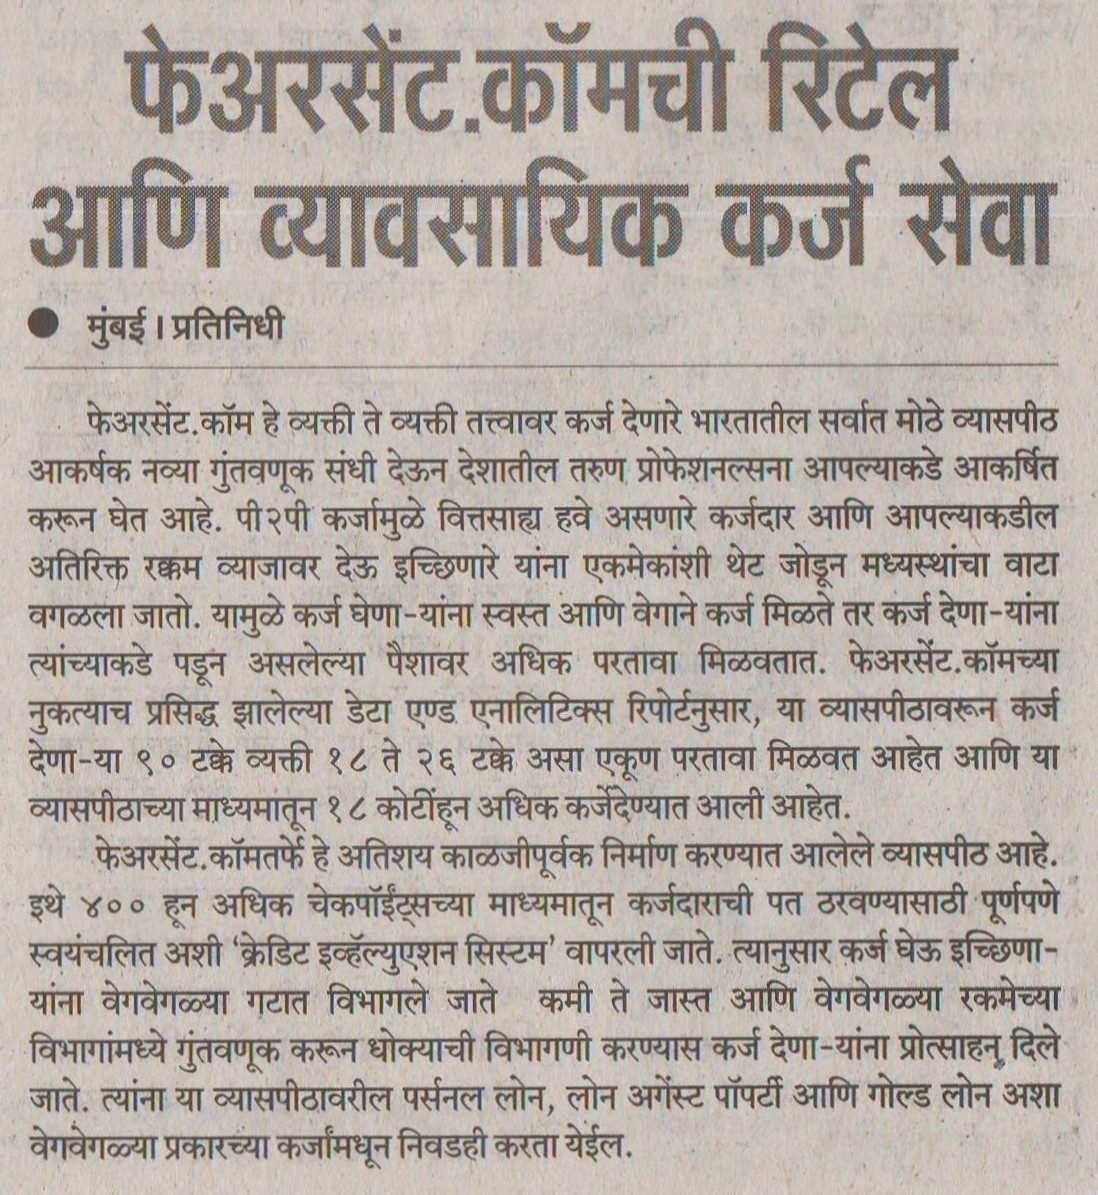 फेअरसेंट.कॉमची रिटेल
आणि व्यावसायिक कर्ज सेवा
● मुंबई । प्रतिनिधी
फेअरसेंट.कॉम हे व्यक्ती ते व्यक्ती तत्त्वावर कर्ज देणारे भारतातील सर्वात मोठे व्यासपीठ
आकर्षक नव्या गुंतवणूक संधी देऊन देशातील तरुण प्रोफेशनल्सना आपल्याकडे आकर्षित
करून घेत आहे. पी२पी कर्जामुळे वित्तसाह्य हवे असणारे कर्जदार आणि आपल्याकडील
अतिरिक्त रक्कम व्याजावर देऊ इच्छिणारे यांना एकमेकांशी थेट जोडून मध्यस्थांचा वाटा
वगळला जातो. यामुळे कर्ज घेणा-यांना स्वस्त आणि वेगाने कर्ज मिळते तर कर्ज देणा-यांना
त्यांच्याकडे पडून असलेल्या पैशावर अधिक परतावा मिळवतात. फेअरसेंट.कॉमच्या
नुकत्याच प्रसिद्ध झालेल्या डेटा एण्ड एनालिटिक्स रिपोर्टनुसार, या व्यासपीठावरून कर्ज
देणा-या ९० टक्के व्यक्ती १८ ते २६ टक्के असा एकूण परतावा मिळवत आहेत आणि या
व्यासपीठाच्या माध्यमातून १८ कोटींहून अधिक कर्जेदेण्यात आली आहेत.
फेअरसेंट.कॉमतर्फे हे अतिशय काळजीपूर्वक निर्माण करण्यात आलेले व्यासपीठ आहे.
इथे ४०० हून अधिक चेकपॉईंट्सच्या माध्यमातून कर्जदाराची पत ठरवण्यासाठी पूर्णपणे
स्वयंचलित अशी ‘क्रेडिट इव्हॅल्युएशन सिस्टम’ वापरली जाते. त्यानुसार कर्ज घेऊ इच्छिणा-
यांना वेगवेगळ्या गटात विभागले जाते कमी ते जास्त आणि वेगवेगळ्या रकमेच्या
विभागांमध्ये गुंतवणूक करून धोक्याची विभागणी करण्यास कर्ज देणा-यांना प्रोत्साहन दिले
जाते. त्यांना या व्यासपीठावरील पर्सनल लोन, लोन अगेंस्ट पॉपर्टी आणि गोल्ड लोन अशा
वेगवेगळ्या प्रकारच्या कर्जांमधून निवडही करता येईल.